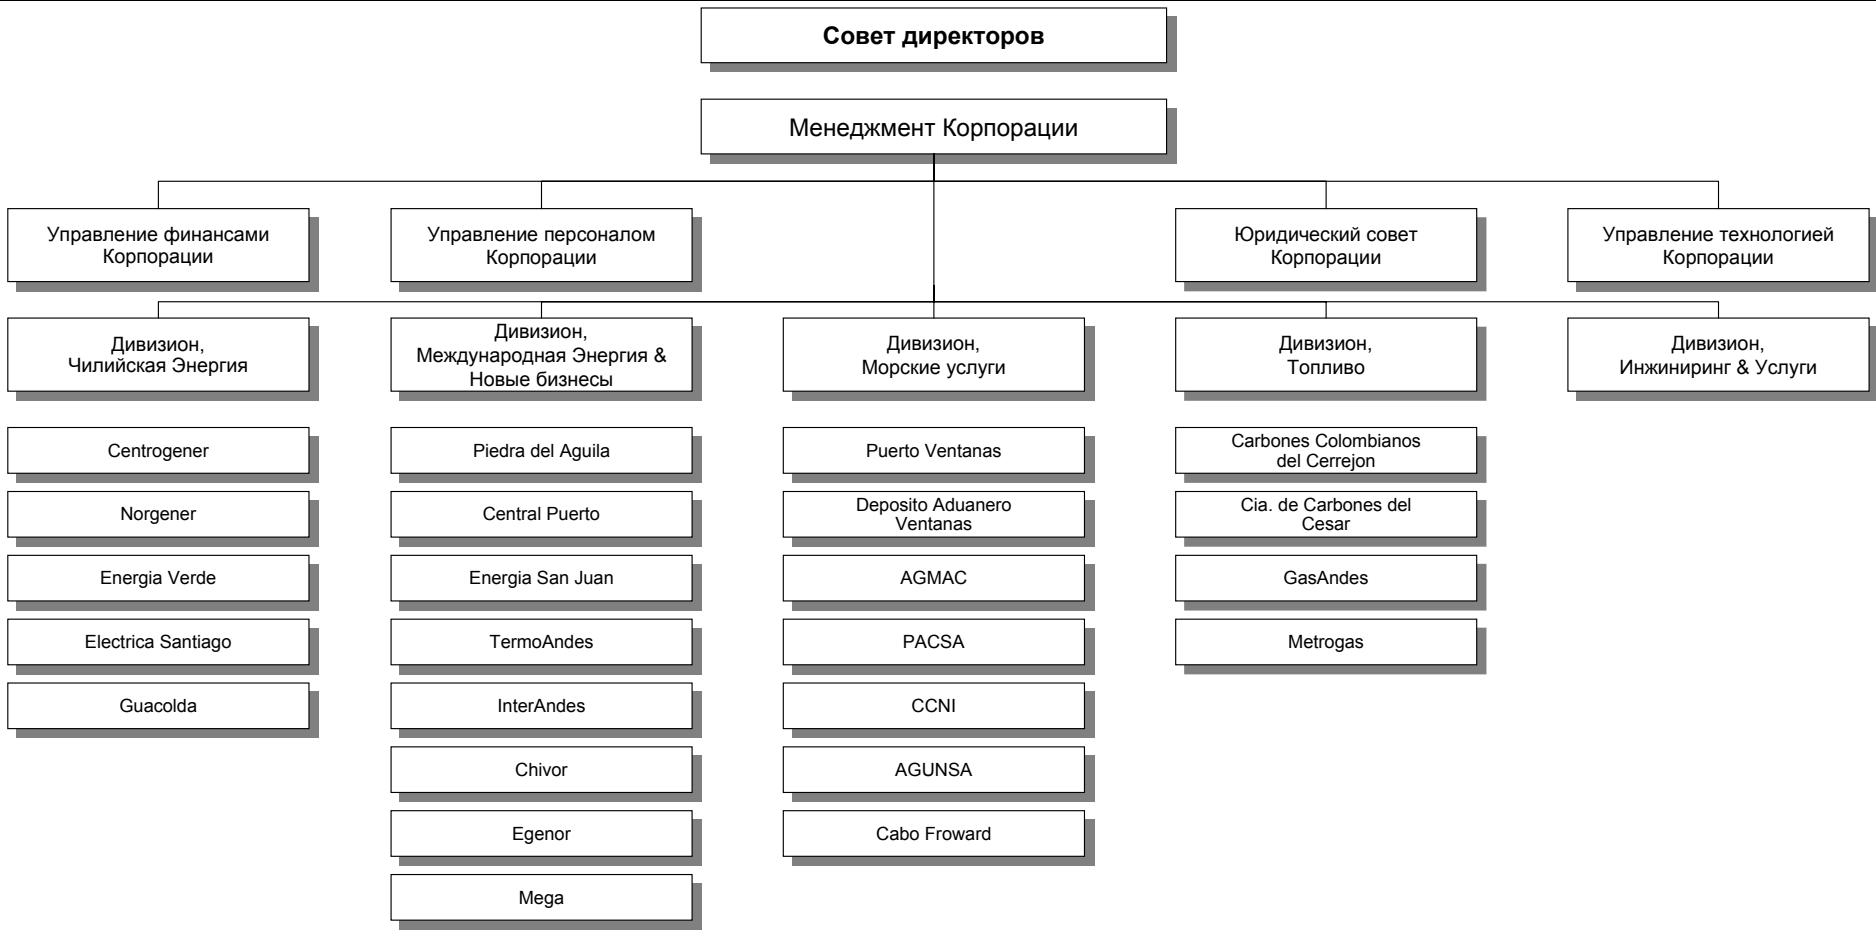 Совет директоров
Менеджмент Корпорации
Управление финансами
Корпорации
Управление персоналом
Корпорации
Юридический совет
Корпорации
Управление технологией
Корпорации
Дивизион,
Чилийская Энергия
Дивизион,
Международная Энергия &
Новые бизнесы
Дивизион,
Морские услуги
Дивизион,
Топливо
Дивизион,
Инжиниринг & Услуги
Centrogener
Norgener
Energia Verde
Electrica Santiago
Guacolda
Piedra del Aguila
Central Puerto
Energia San Juan
TermoAndes
InterAndes
Chivor
Egenor
Mega
Puerto Ventanas
Deposito Aduanero
Ventanas
AGMAC
PACSA
CCNI
AGUNSA
Cabo Froward
Carbones Colombianos
del Cerrejon
Cia. de Carbones del
Cesar
GasAndes
Metrogas